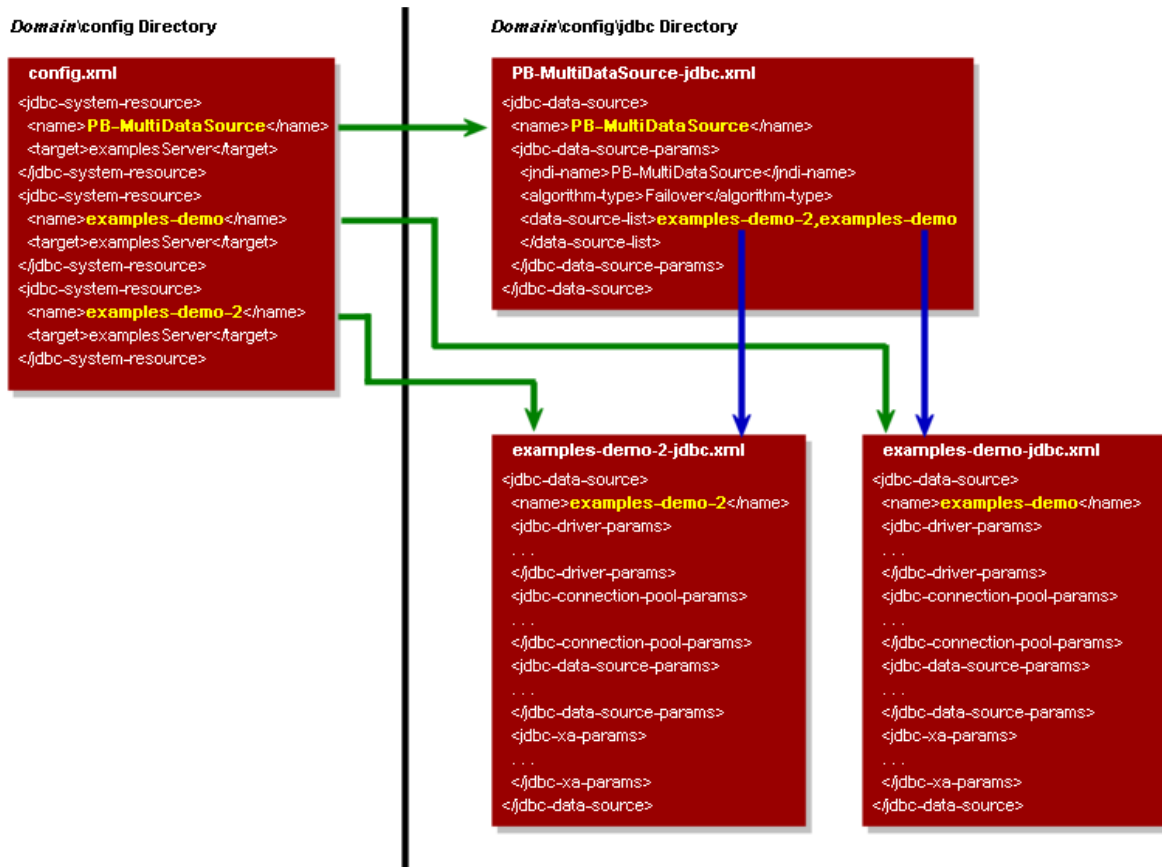 Domain\config Directory
Domain\config\jdbc Directory
config.xml
<jdbc-system-resource>
<name>PB-MultiDataSource</name>
<target>examplesServer</target>
</jdbc-system-resource>
<jdbc-system-resource>
<name>examples-demo</name>
<target>examplesServer</target>
</jdbc-system-resource>
<jdbc-system-resource>
<name>examples-demo-2</name>
<target>examplesServer</target>
</jdbc-system-resource>
PB-MultiDataSource-jdbc.xml
<jdbc-data-source>
<name>PB-MultiDataSource</name>
<jdbc-data-source-params>
<jndi-name>PB-MultiDataSource</jndi-name>
<algorithm-type>Failover</algorithm-type>
<data-source-list>examples-demo-2,examples-demo
</data-source-list>
</jdbc-data-source-params>
</jdbc-data-source>
examples-demo-2-jdbc.xml
<jdbc-data-source>
<name>examples-demo-2</name>
<jdbc-driver-params>
. . .
</jdbc-driver-params>
<jdbc-connection-pool-params>
. . .
</jdbc-connection-pool-params>
<jdbc-data-source-params>
. . .
</jdbc-data-source-params>
<jdbc-xa-params>
. . .
</jdbc-xa-params>
</jdbc-data-source>
examples-demo-jdbc.xml
<jdbc-data-source>
<name>examples-demo</name>
<jdbc-driver-params>
. . .
</jdbc-driver-params>
<jdbc-connection-pool-params>
. . .
</jdbc-connection-pool-params>
<jdbc-data-source-params>
. . .
</jdbc-data-source-params>
<jdbc-xa-params>
. . .
</jdbc-xa-params>
</jdbc-data-source>